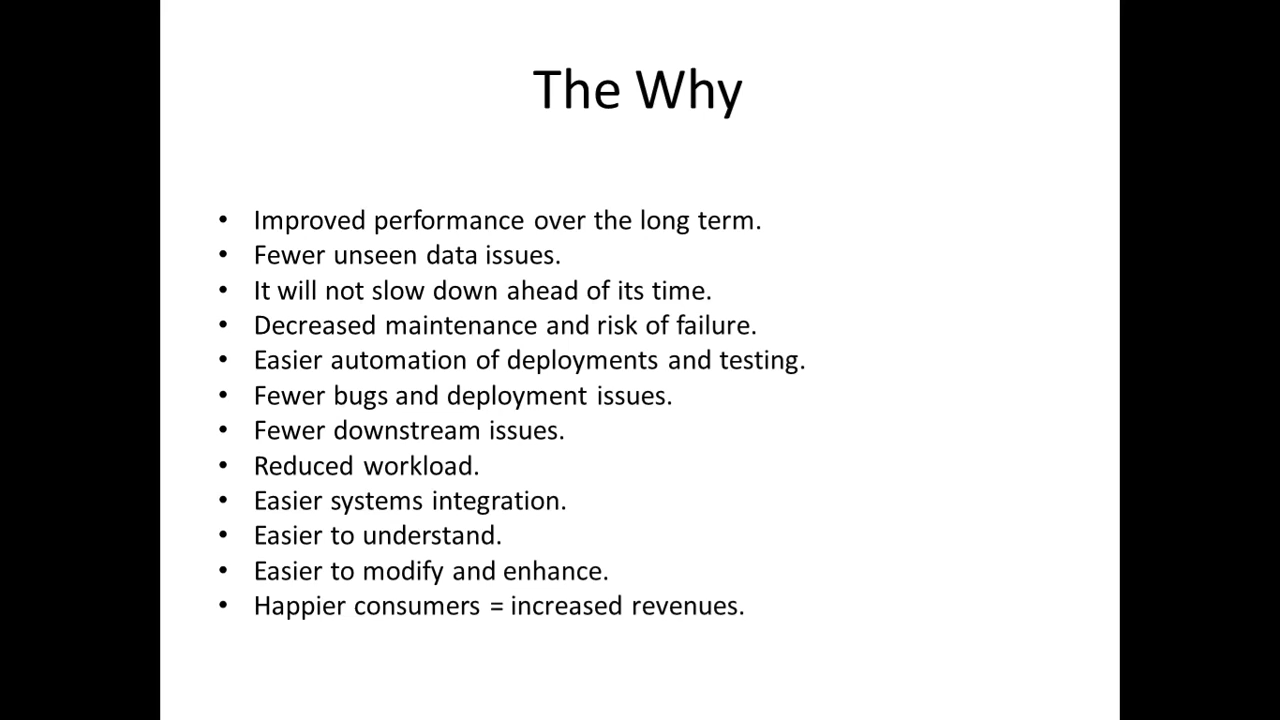 The Why
• Improved performance over the long term.
• Fewer unseen data issues.
• It will not slow down ahead of its time.
• Decreased maintenance and risk of failure.
• Easier automation of deployments and testing.
• Fewer bugs and deployment issues.
• Fewer downstream issues.
• Reduced workload.
• Easier systems integration.
• Easier to understand.
• Easier to modify and enhance.
• Happier consumers = increased revenues.